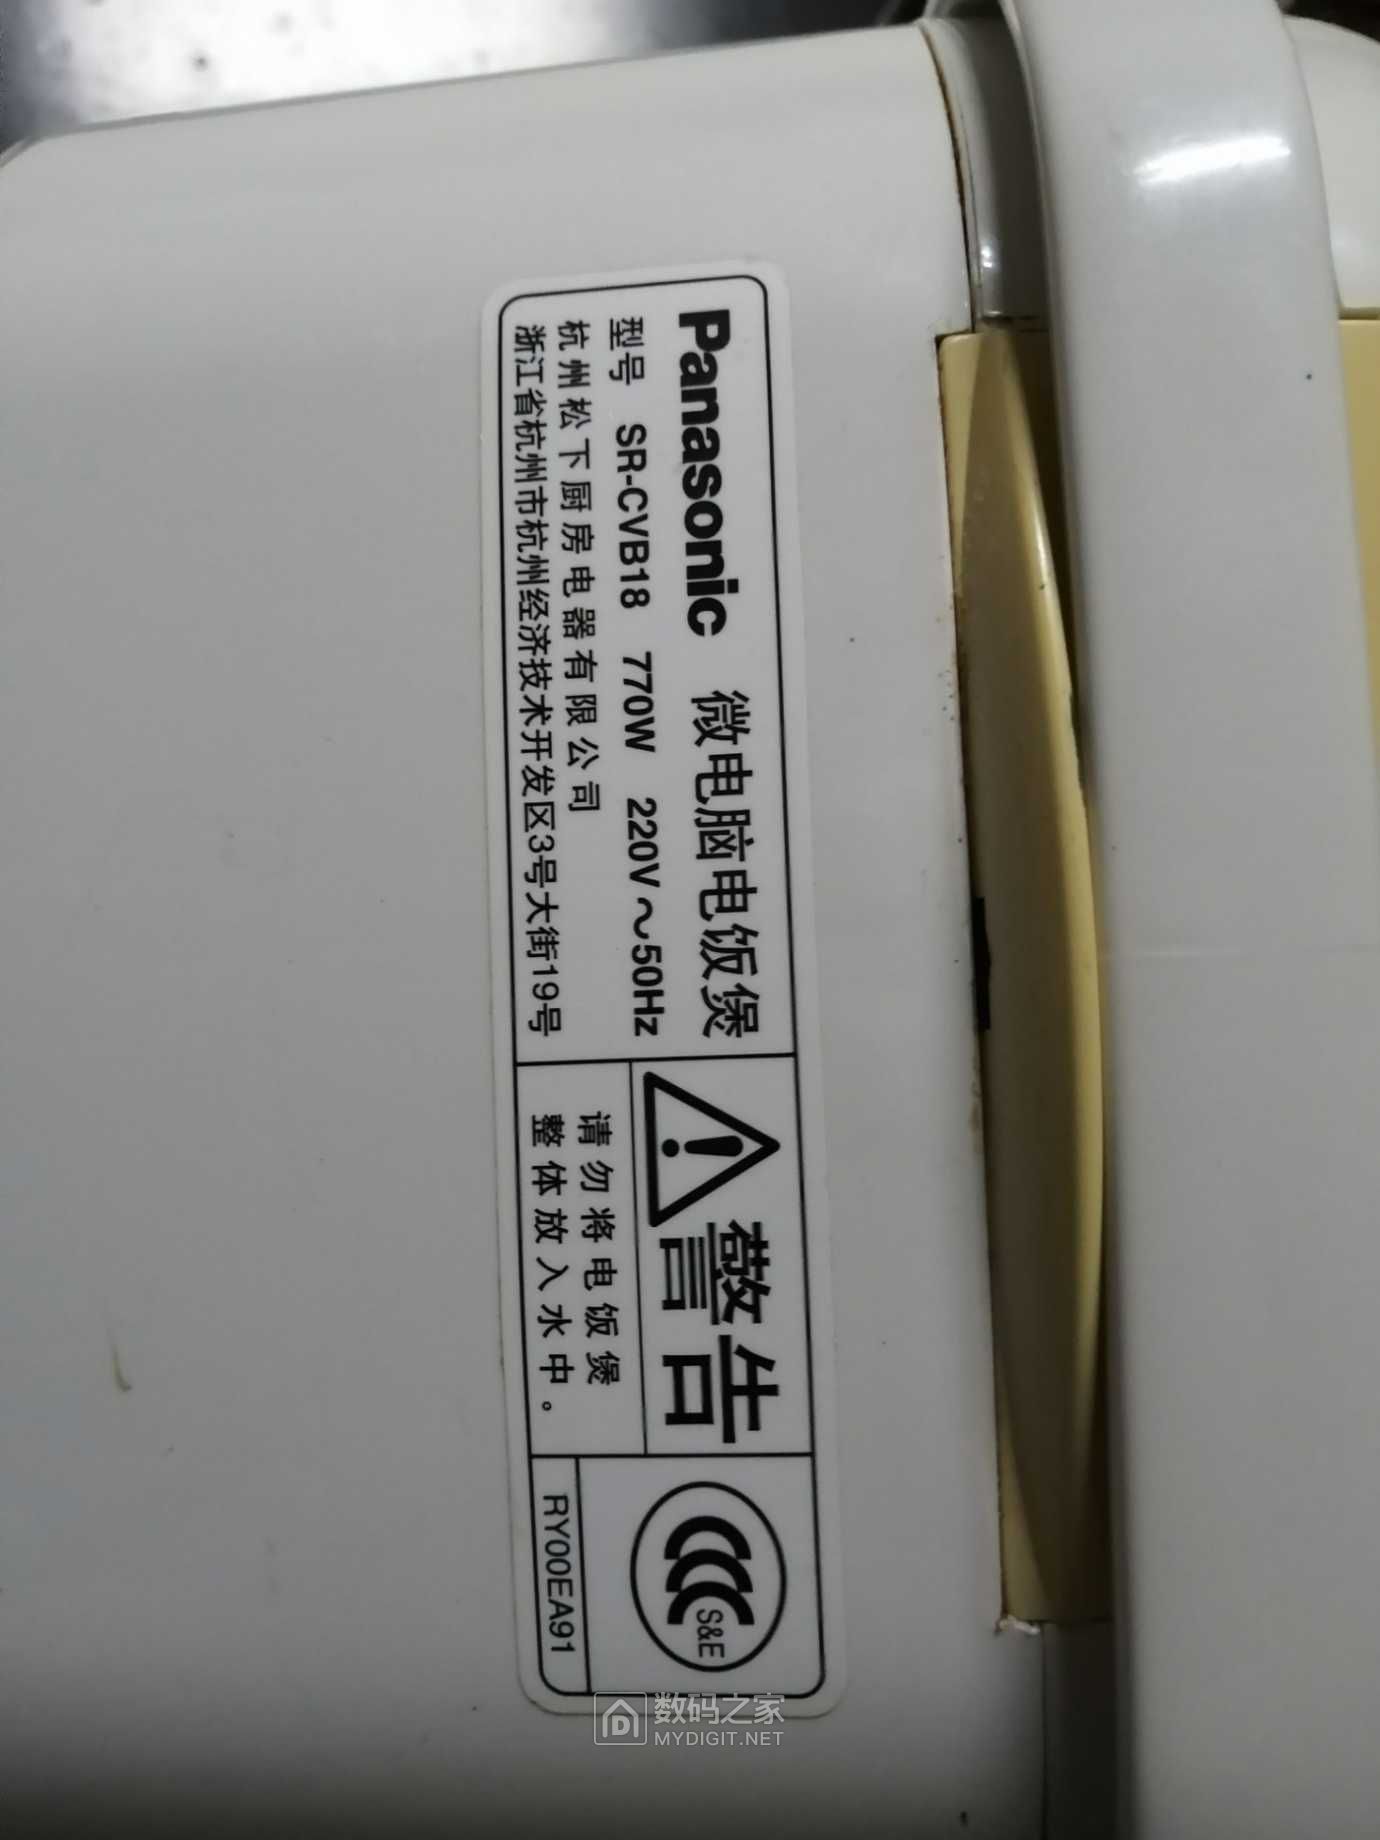 Panasonic 微电脑电饭煲
型号 SR-CVB18 770W 220V～50Hz
杭州松下厨房电器有限公司
浙江省杭州市杭州经济技术开发区3号大街19号
警告
请勿将电饭煲
整体放入水中。
CCC S&E
RY00EA91
数码之家
MYDIGIT.NET